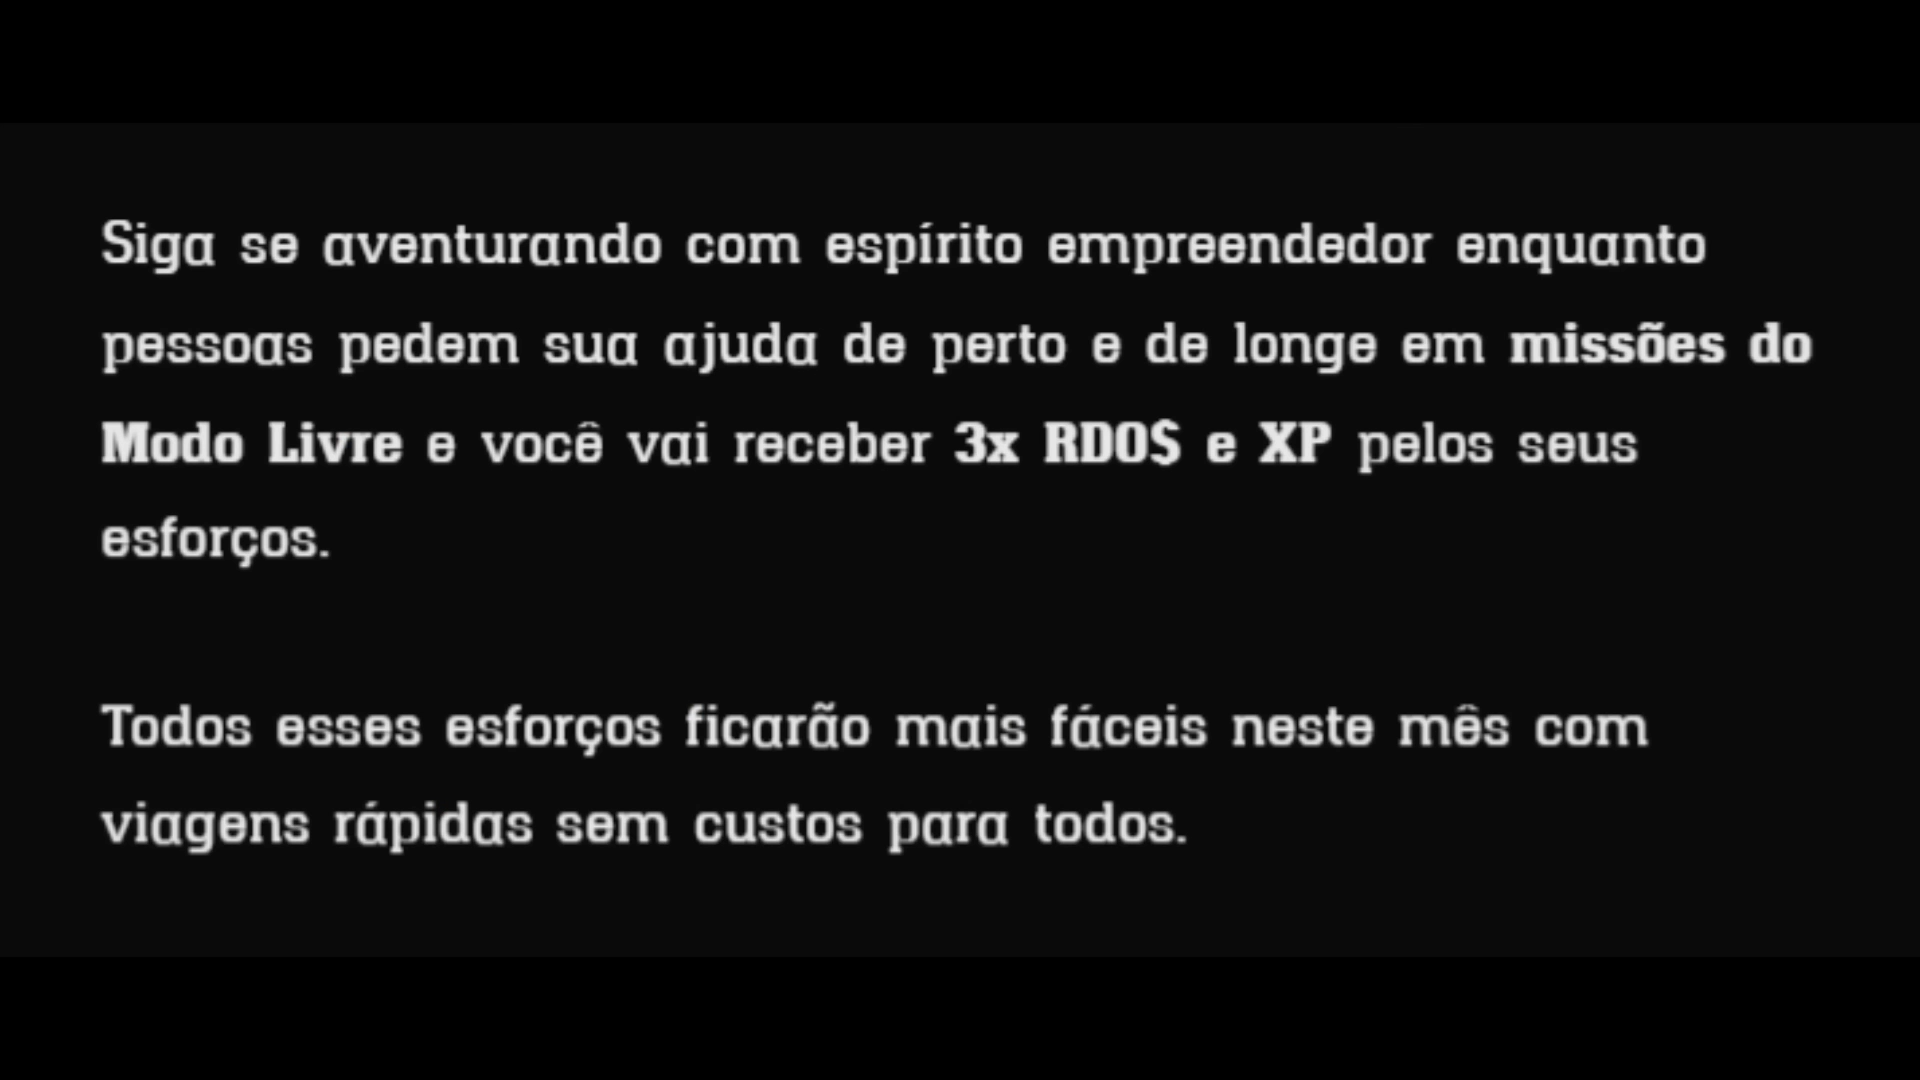 Siga se aventurando com espírito empreendedor enquanto
pessoas pedem sua ajuda de perto e de longe em missões do
Modo Livre e você vai receber 3x RDO$ e XP pelos seus
esforços.
Todos esses esforços ficarão mais fáceis neste mês com
viagens rápidas sem custos para todos.